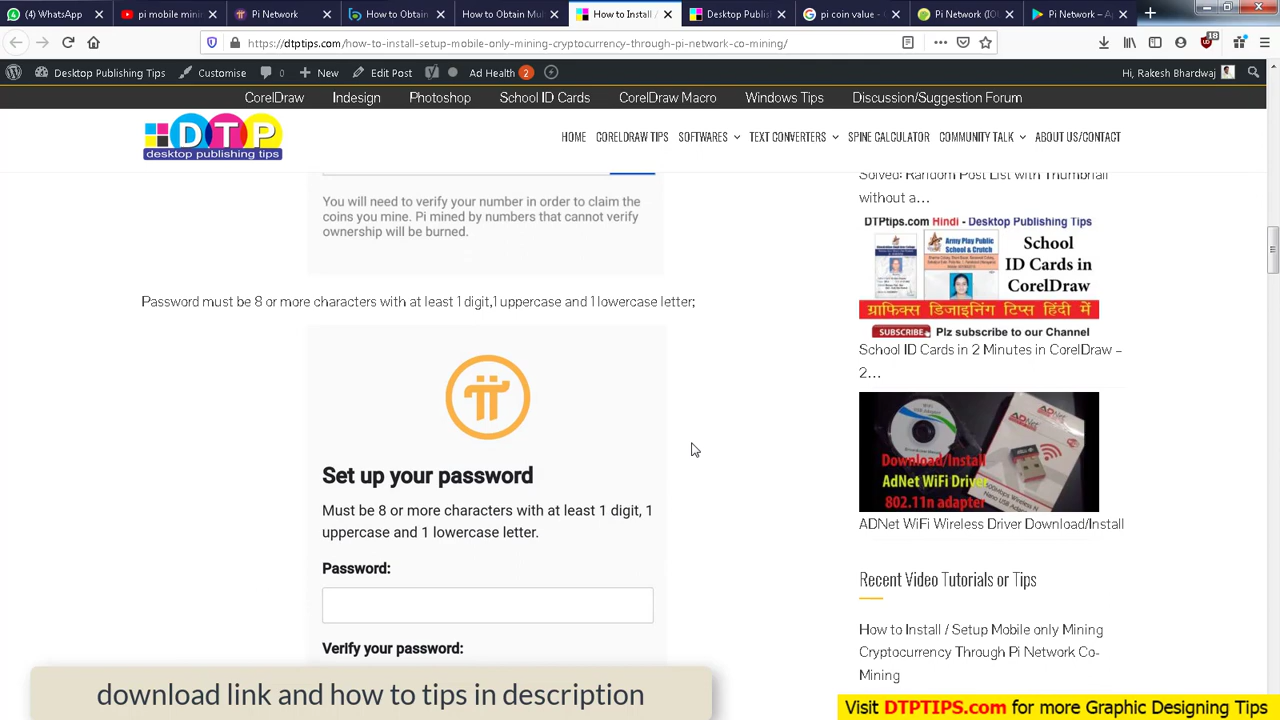 (4) WhatsApp
pi mobile mini
Pi Network
How to Obtain
How to Obtain Mul
How to Install /
Desktop Publis
pi coin value -
Pi Network (IO
Pi Network – A
https://dtptips.com/how-to-install-setup-mobile-only-mining-cryptocurrency-through-pi-network-co-mining/
18
Desktop Publishing Tips
Customise
0
New
Edit Post
Ad Health 2
Hi, Rakesh Bhardwaj
CorelDraw
Indesign
Photoshop
School ID Cards
CorelDraw Macro
Windows Tips
Discussion/Suggestion Forum
DTP
desktop publishing tips
HOME
CORELDRAW TIPS
SOFTWARES
TEXT CONVERTERS
SPINE CALCULATOR
COMMUNITY TALK
ABOUT US/CONTACT
You will need to verify your number in order to claim the
coins you mine. Pi mined by numbers that cannot verify
ownership will be burned.
Password must be 8 or more characters with at least 1 digit,1 uppercase and 1 lowercase letter;
Set up your password
Must be 8 or more characters with at least 1 digit, 1
uppercase and 1 lowercase letter.
Password:
Verify your password:
Solved: Random Post List with Thumbnail
without a…
DTPtips.com Hindi - Desktop Publishing Tips
Army Play Public
School & Crutch
School
ID Cards in
CorelDraw
ग्राफिक्स डिजाइनिंग टिप्स हिंदी में
SUBSCRIBE Plz subscribe to our Channel
School ID Cards in 2 Minutes in CorelDraw –
2…
Download/Install
AdNet WiFi Driver
802.11n adapter
ADNet WiFi Wireless Driver Download/Install
Recent Video Tutorials or Tips
How to Install / Setup Mobile only Mining
Cryptocurrency Through Pi Network Co-
Mining
download link and how to tips in description
Visit DTPTIPS.com for more Graphic Designing Tips